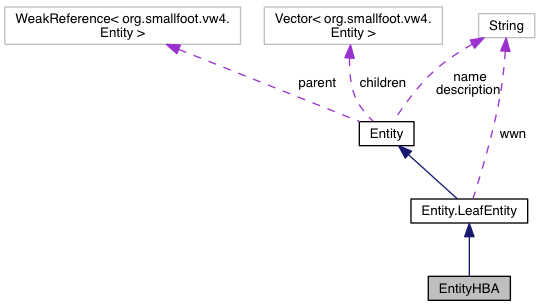 WeakReference< org.smallfoot.vw4.
Entity >
Vector< org.smallfoot.vw4.
Entity >
String
parent
children
name
description
Entity
wwn
Entity.LeafEntity
EntityHBA